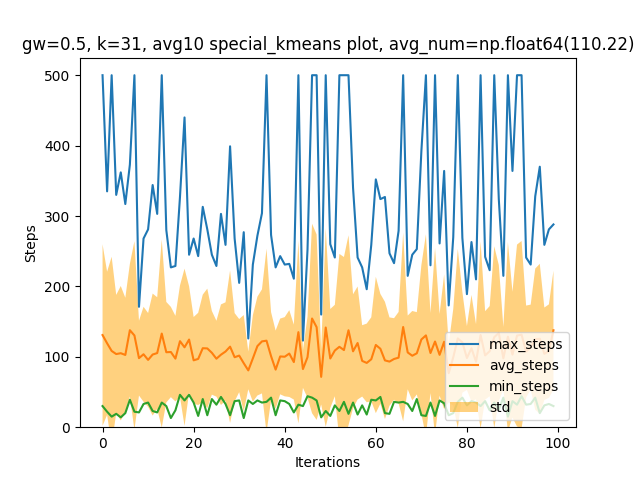 gw=0.5, k=31, avg10 special_kmeans plot, avg_num=np.float64(110.22)
500
400
300
200
100
0
Steps
max_steps
avg_steps
min_steps
std
0 20 40 60 80 100
Iterations